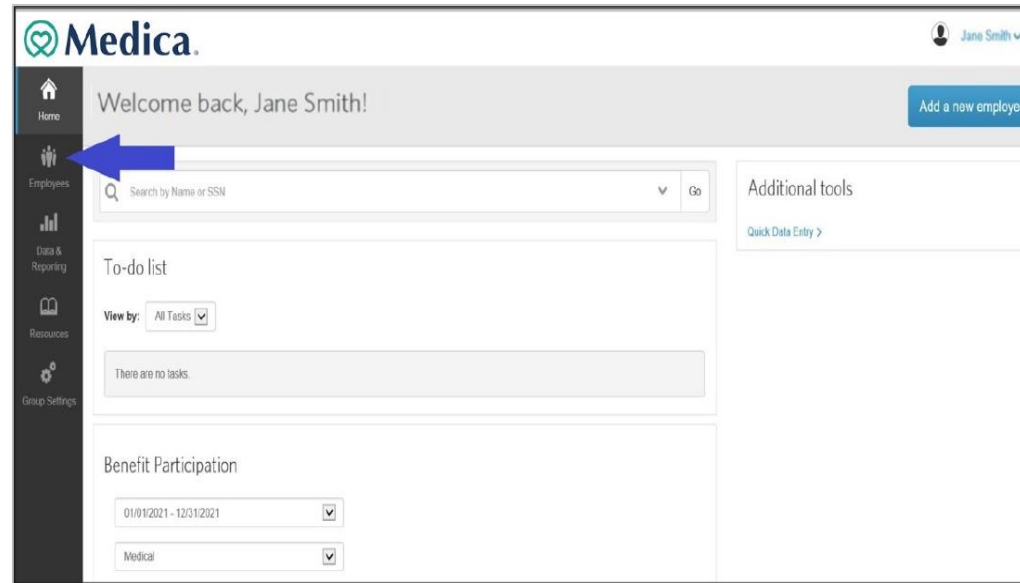 Medica.
Jane Smith
Home
Welcome back, Jane Smith!
Add a new employe
Employees
Search by Name or SSN
Go
Additional tools
Quick Data Entry >
Data &
Reporting
To-do list
View by: All Tasks
Resources
There are no tasks.
Group Settings
Benefit Participation
01/01/2021 - 12/31/2021
Medical